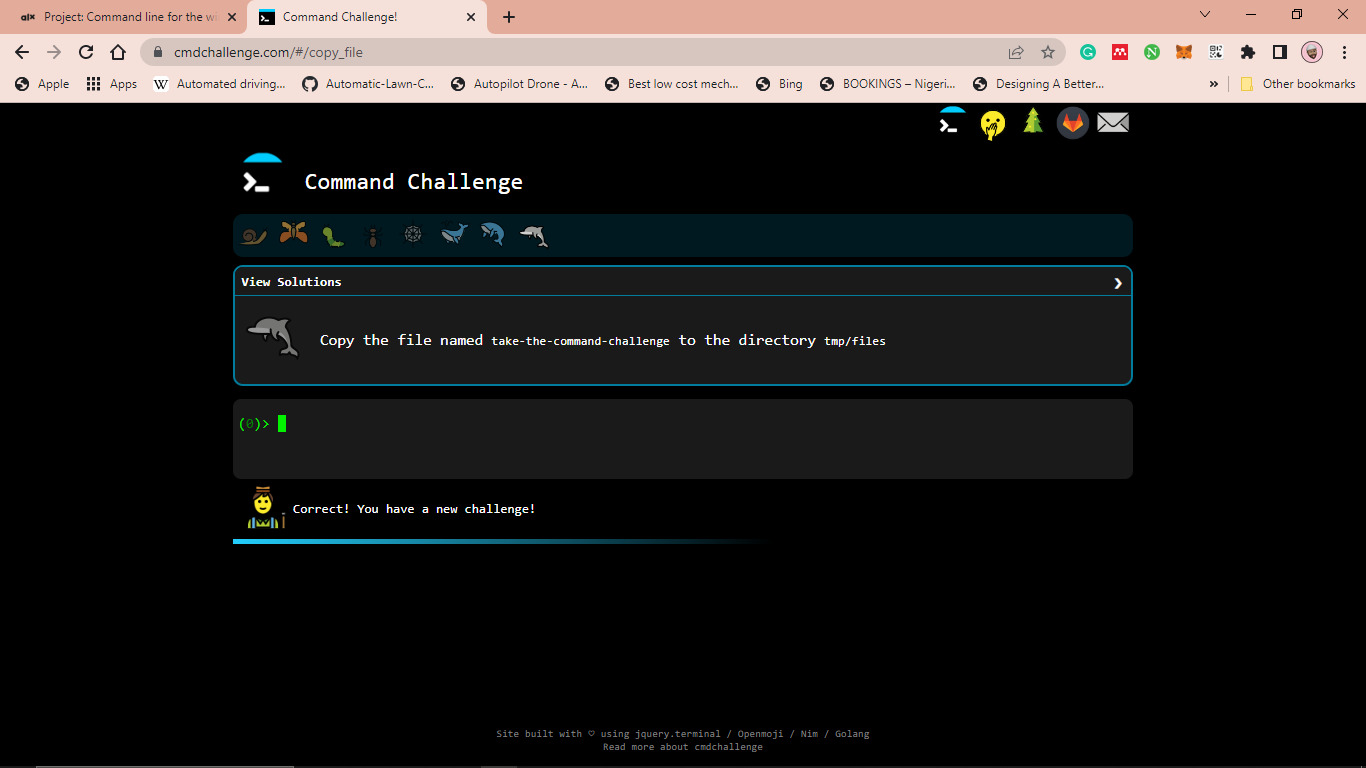 alx Project: Command line for the wi
Command Challenge!
cmdchallenge.com/#/copy_file
Apple Apps Automated driving... Automatic-Lawn-C... Autopilot Drone - A... Best low cost mech... Bing BOOKINGS – Nigeri... Designing A Better... » Other bookmarks
Command Challenge
View Solutions
Copy the file named take-the-command-challenge to the directory tmp/files
(0)>
Correct! You have a new challenge!
Site built with ♡ using jquery.terminal / Openmoji / Nim / Golang
Read more about cmdchallenge